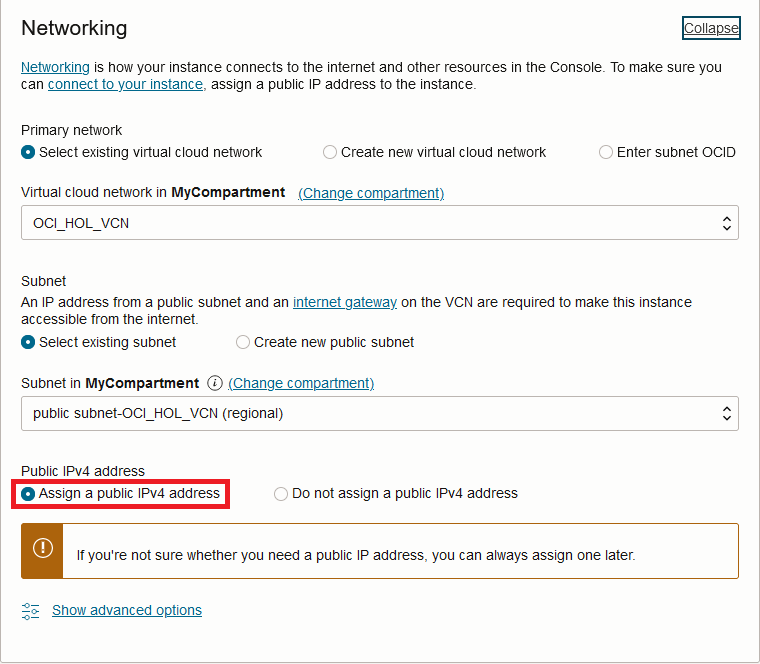 Networking
Collapse
Networking is how your instance connects to the internet and other resources in the Console. To make sure you
can connect to your instance, assign a public IP address to the instance.
Primary network
Select existing virtual cloud network
Create new virtual cloud network
Enter subnet OCID
Virtual cloud network in MyCompartment (Change compartment)
OCI_HOL_VCN
Subnet
An IP address from a public subnet and an internet gateway on the VCN are required to make this instance
accessible from the internet.
Select existing subnet
Create new public subnet
Subnet in MyCompartment i (Change compartment)
public subnet-OCI_HOL_VCN (regional)
Public IPv4 address
Assign a public IPv4 address
Do not assign a public IPv4 address
If you're not sure whether you need a public IP address, you can always assign one later.
Show advanced options